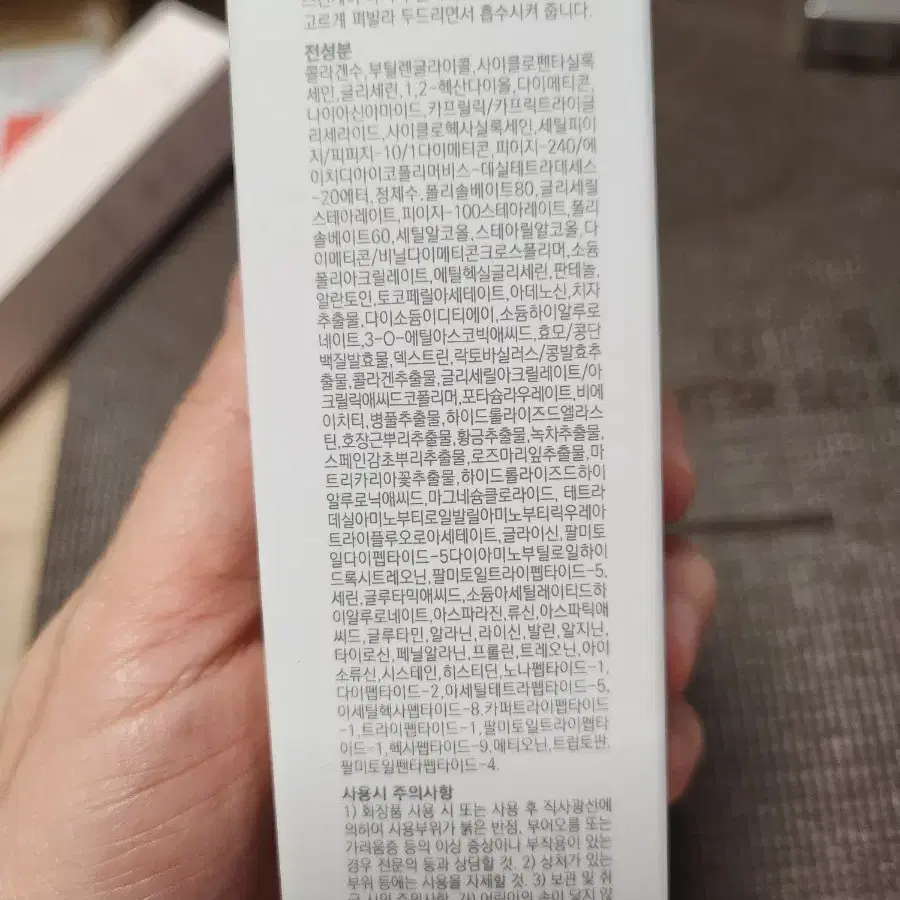 고르게 펴발라 두드리면서 흡수시켜 줍니다.
전성분
콜라겐수, 부틸렌글라이콜,사이클로펜타실록
세인,글리세린,1,2-헥산다이올,다이메티콘,
나이아신아마이드,카프릴릭/카프릭트라이글
리세라이드,사이클로헥사실록세인,세틸피이
지/피피지-10/1다이메티콘,피이지-240/에
이치디아이코폴리머비스-데실테트라데세스
-20에터,정제수,폴리솔베이트80,글리세릴
스테아레이트,피이지-100스테아레이트,폴리
솔베이트60,세틸알코올,스테아릴알코올,다
이메티콘/비닐다이메티콘크로스폴리머,소듐
폴리아크릴레이트,에틸헥실글리세린,판테놀,
알란토인,토코페릴아세테이트,아데노신,치자
추출물,다이소듐이디티에이,소듐하이알루로
네이트,3-O-에틸아스코빅애씨드,효모/콩단
백질발효물,덱스트린,락토바실러스/콩발효추
출물,콜라겐추출물,글리세릴아크릴레이트/아
크릴릭애씨드코폴리머,포타슘라우레이트,비에
이치티,병풀추출물,하이드롤라이즈드엘라스
틴,호장근뿌리추출물,황금추출물,녹차추출물,
스페인감초뿌리추출물,로즈마리잎추출물,마
트리카리아꽃추출물,하이드롤라이즈드하이
알루로닉애씨드,마그네슘클로라이드, 테트라
데실아미노부티로일발릴아미노부티릭우레아
트라이플루오로아세테이트,글라이신,팔미토
일다이펩타이드-5다이아미노부틸로일하이
드록시트레오닌,팔미토일트라이펩타이드-5,
세린,글루타믹애씨드,소듐아세틸레이티드하
이알루로네이트,아스파라진,류신,아스파틱애
씨드,글루타민,알라닌,라이신,발린,알지닌,
타이로신,페닐알라닌,프롤린,트레오닌,아이
소류신,시스테인,히스티딘,노나펩타이드-1,
다이펩타이드-2,아세틸테트라펩타이드-5,
아세틸헥사펩타이드-8,카퍼트라이펩타이드
-1,트라이펩타이드-1,팔미토일트라이펩타
이드-1,헥사펩타이드-9,메티오닌,트립토판,
팔미토일펜타펩타이드-4.
사용시 주의사항
1) 화장품 사용 시 또는 사용 후 직사광선에
의하여 사용부위가 붉은 반점, 부어오름 또는
가려움증 등의 이상 증상이나 부작용이 있는
경우 전문의 등과 상담할 것. 2) 상처가 있는
부위 등에는 사용을 자제할 것. 3) 보관 및 취